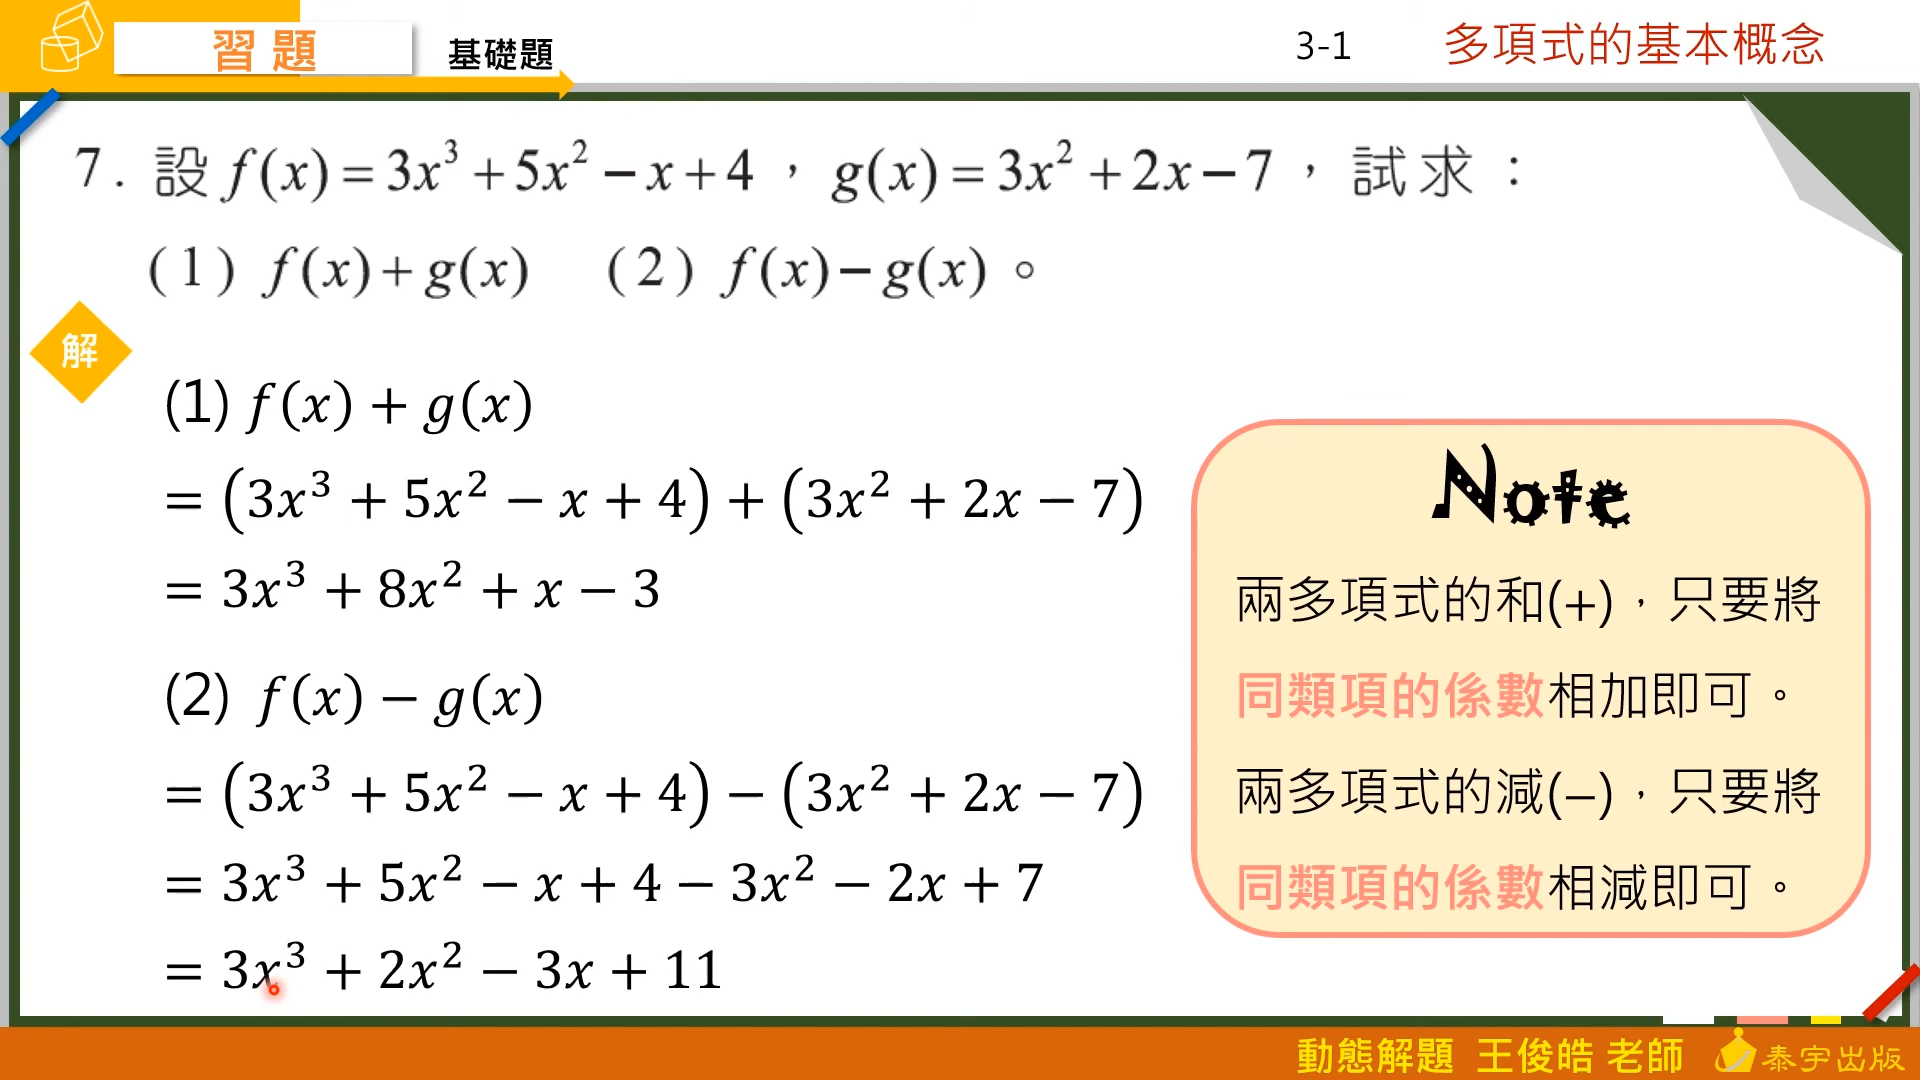 習題
基礎題
3-1 多項式的基本概念
7. 設 f(x)=3x³+5x²−x+4，g(x)=3x²+2x−7，試求：
(1) f(x)+g(x) (2) f(x)−g(x)。
解
(1) f(x) + g(x)
= (3x³ + 5x² − x + 4) + (3x² + 2x − 7)
= 3x³ + 8x² + x − 3
(2) f(x) − g(x)
= (3x³ + 5x² − x + 4) − (3x² + 2x − 7)
= 3x³ + 5x² − x + 4 − 3x² − 2x + 7
= 3x³ + 2x² − 3x + 11
Note
兩多項式的和(+)，只要將
同類項的係數相加即可。
兩多項式的減(−)，只要將
同類項的係數相減即可。
動態解題 王俊皓 老師
泰宇出版